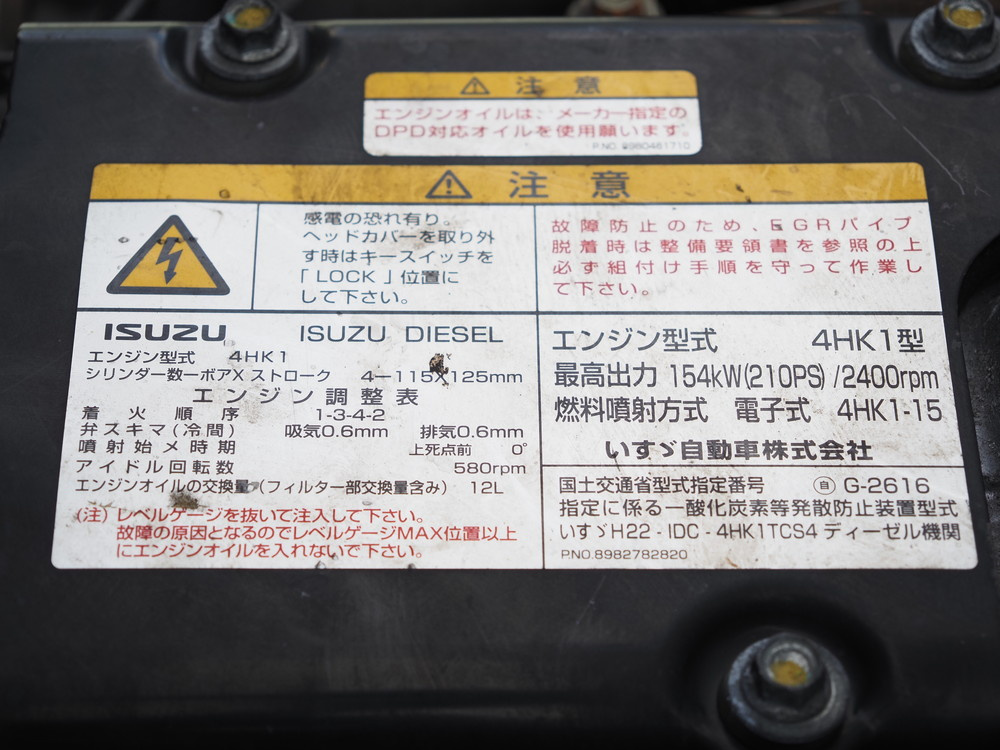 注意
エンジンオイルは、メーカー指定の
DPD対応オイルを使用願います。
P.NO. 8980461710
注意
感電の恐れ有り。
ヘッドカバーを取り外
す時はキースイッチを
「LOCK」位置に
して下さい。
故障防止のため、EGRパイプ
脱着時は整備要領書を参照の上
必ず組付け手順を守って作業し
て下さい。
ISUZU ISUZU DIESEL
エンジン型式 4HK1
シリンダー数ーボアX ストローク 4ー115X125mm
エンジン調整表
着火順序 1-3-4-2
弁スキマ(冷間) 吸気0.6mm 排気0.6mm
噴射始メ時期 上死点前 0°
アイドル回転数 580rpm
エンジンオイルの交換量(フィルター部交換量含み) 12L
(注)レベルゲージを抜いて注入して下さい。
故障の原因となるのでレベルゲージMAX位置以上
にエンジンオイルを入れないで下さい。
エンジン型式 4HK1型
最高出力 154kW(210PS)/2400rpm
燃料噴射方式 電子式 4HK1-15
いすゞ自動車株式会社
国土交通省型式指定番号 自 G-2616
指定に係る一酸化炭素等発散防止装置型式
いすゞH22-IDC-4HK1TCS4 ディーゼル機関
P.NO.8982782820